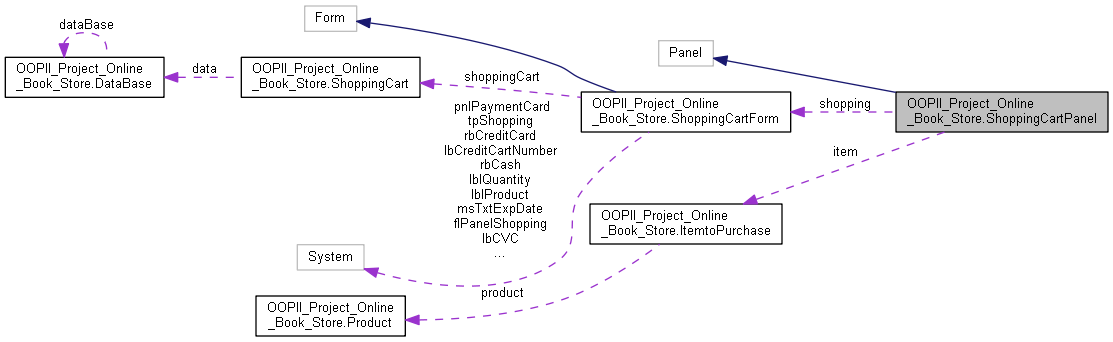 dataBase
OOPII_Project_Online
_Book_Store.DataBase
data
OOPII_Project_Online
_Book_Store.ShoppingCart
Form
shoppingCart
pnlPaymentCard
tpShopping
rbCreditCard
lbCreditCartNumber
rbCash
lblQuantity
lblProduct
msTxtExpDate
flPanelShopping
lbCVC
...
Panel
OOPII_Project_Online
_Book_Store.ShoppingCartForm
shopping
OOPII_Project_Online
_Book_Store.ShoppingCartPanel
item
OOPII_Project_Online
_Book_Store.ItemtoPurchase
System
product
OOPII_Project_Online
_Book_Store.Product